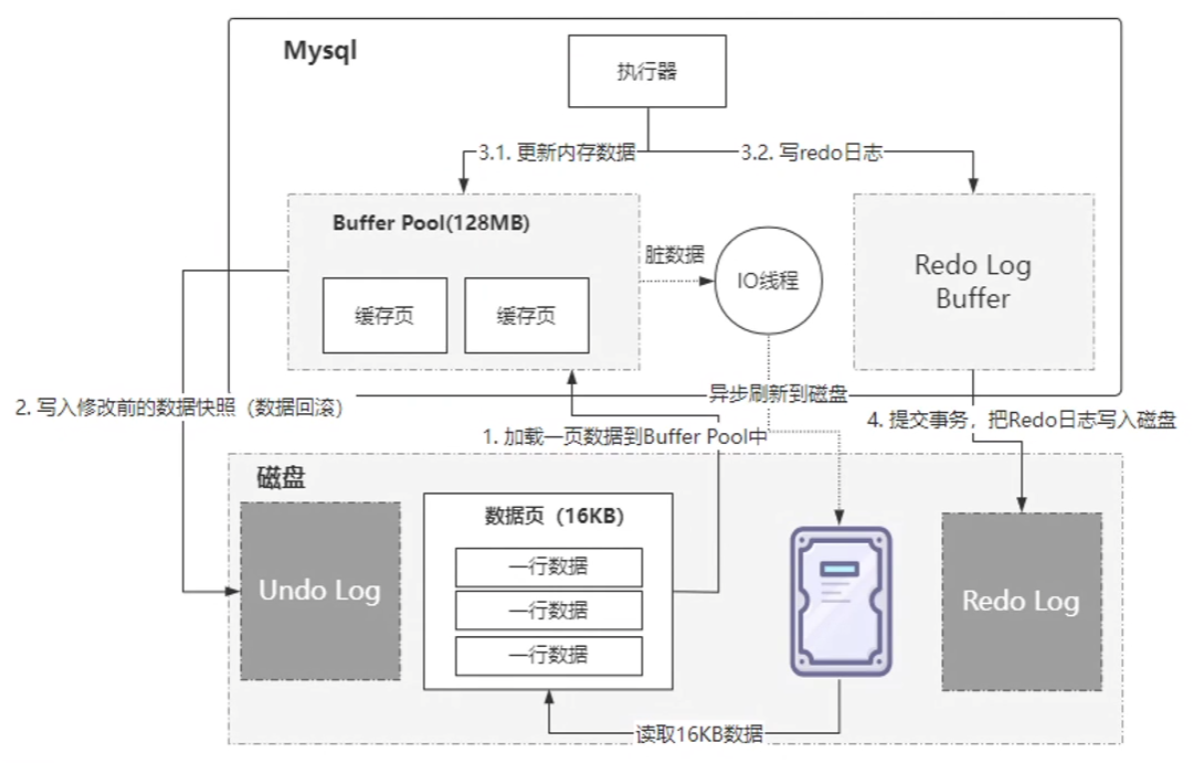 Mysql
执行器
3.1. 更新内存数据
3.2. 写redo日志
Buffer Pool(128MB)
缓存页
缓存页
脏数据
IO线程
Redo Log
Buffer
异步刷新到磁盘
2. 写入修改前的数据快照（数据回滚）
4. 提交事务，把Redo日志写入磁盘
1. 加载一页数据到Buffer Pool中
磁盘
Undo Log
数据页（16KB）
一行数据
一行数据
一行数据
Redo Log
读取16KB数据